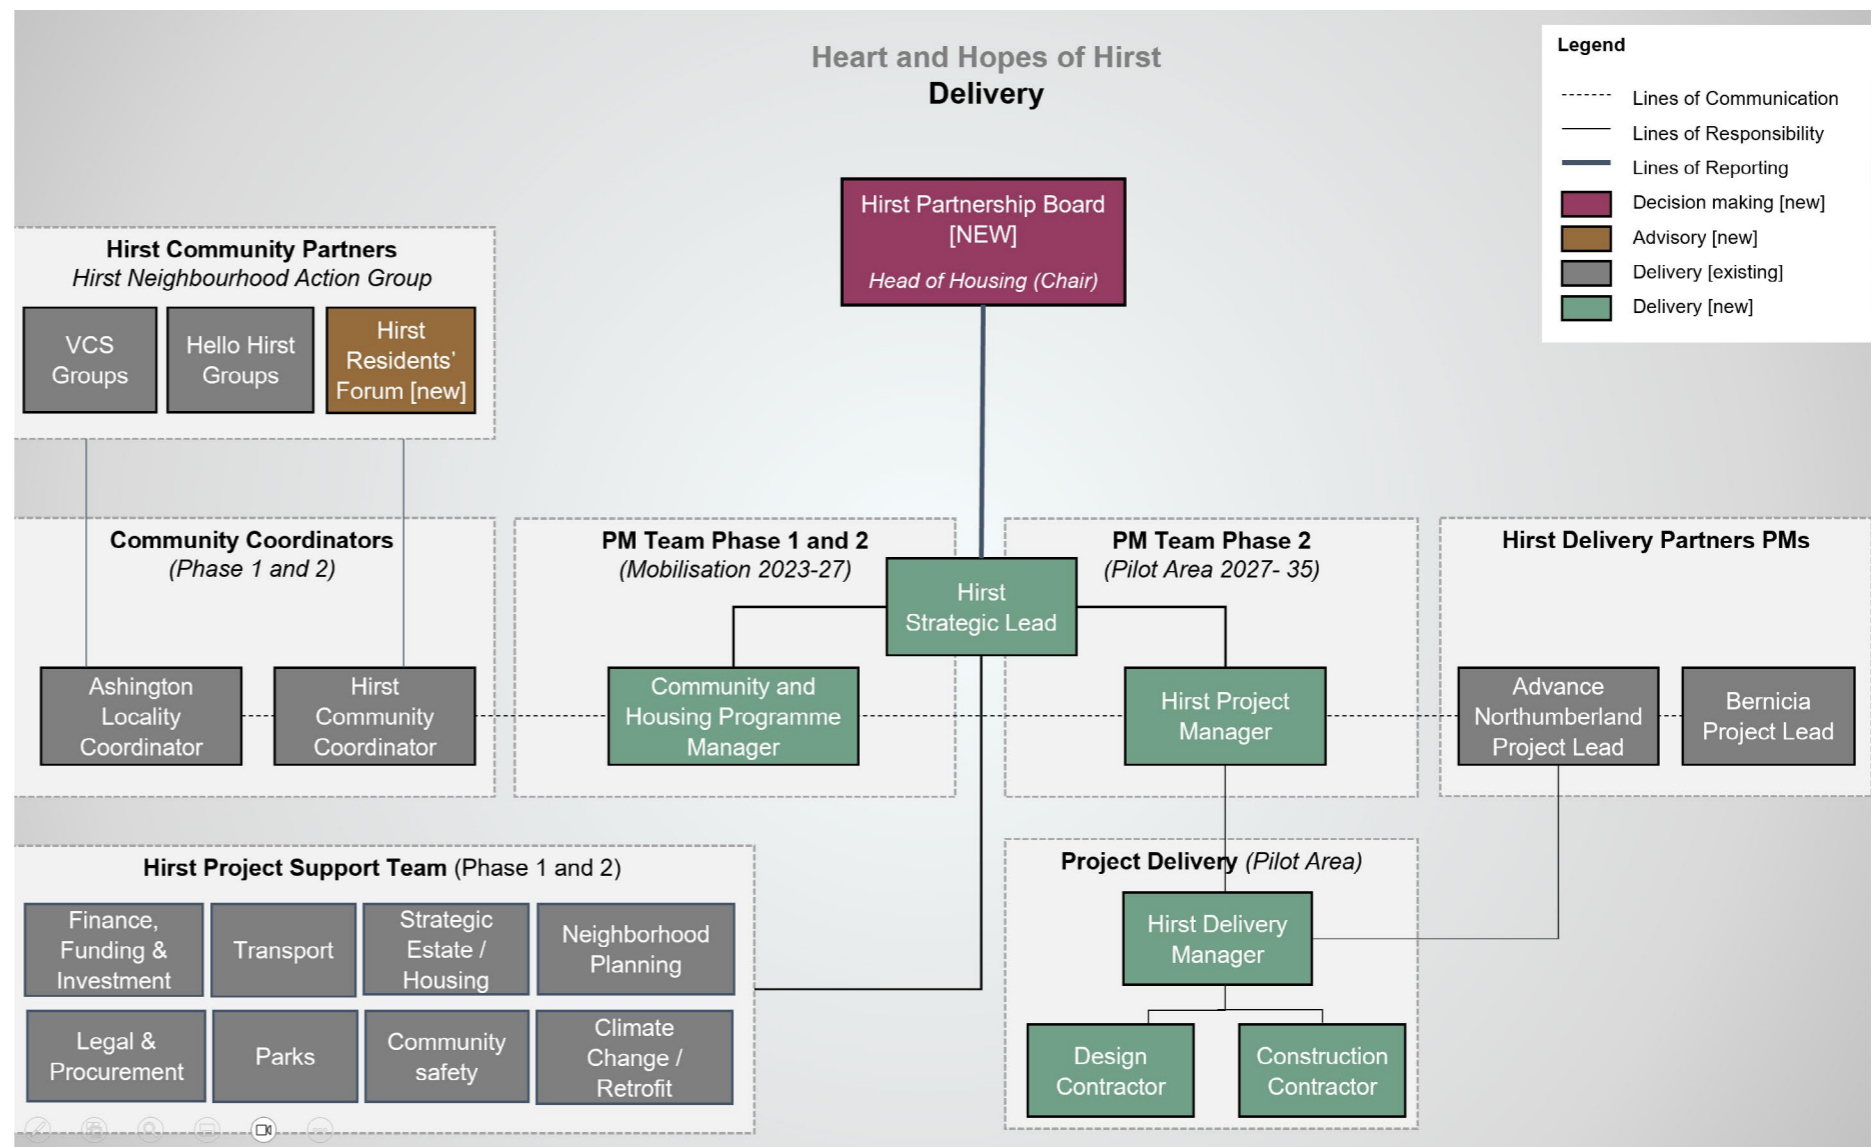 Heart and Hopes of Hirst
Delivery
Legend
Lines of Communication
Lines of Responsibility
Lines of Reporting
Decision making [new]
Advisory [new]
Delivery [existing]
Delivery [new]
Hirst Partnership Board
[NEW]
Head of Housing (Chair)
Hirst Community Partners
Hirst Neighbourhood Action Group
VCS
Groups
Hello Hirst
Groups
Hirst
Residents’
Forum [new]
Community Coordinators
(Phase 1 and 2)
Ashington
Locality
Coordinator
Hirst
Community
Coordinator
PM Team Phase 1 and 2
(Mobilisation 2023-27)
Hirst
Strategic Lead
Community and
Housing Programme
Manager
PM Team Phase 2
(Pilot Area 2027- 35)
Hirst Project
Manager
Hirst Delivery Partners PMs
Advance
Northumberland
Project Lead
Bernicia
Project Lead
Hirst Project Support Team (Phase 1 and 2)
Finance,
Funding &
Investment
Transport
Strategic
Estate /
Housing
Neighborhood
Planning
Legal &
Procurement
Parks
Community
safety
Climate
Change /
Retrofit
Project Delivery (Pilot Area)
Hirst Delivery
Manager
Design
Contractor
Construction
Contractor